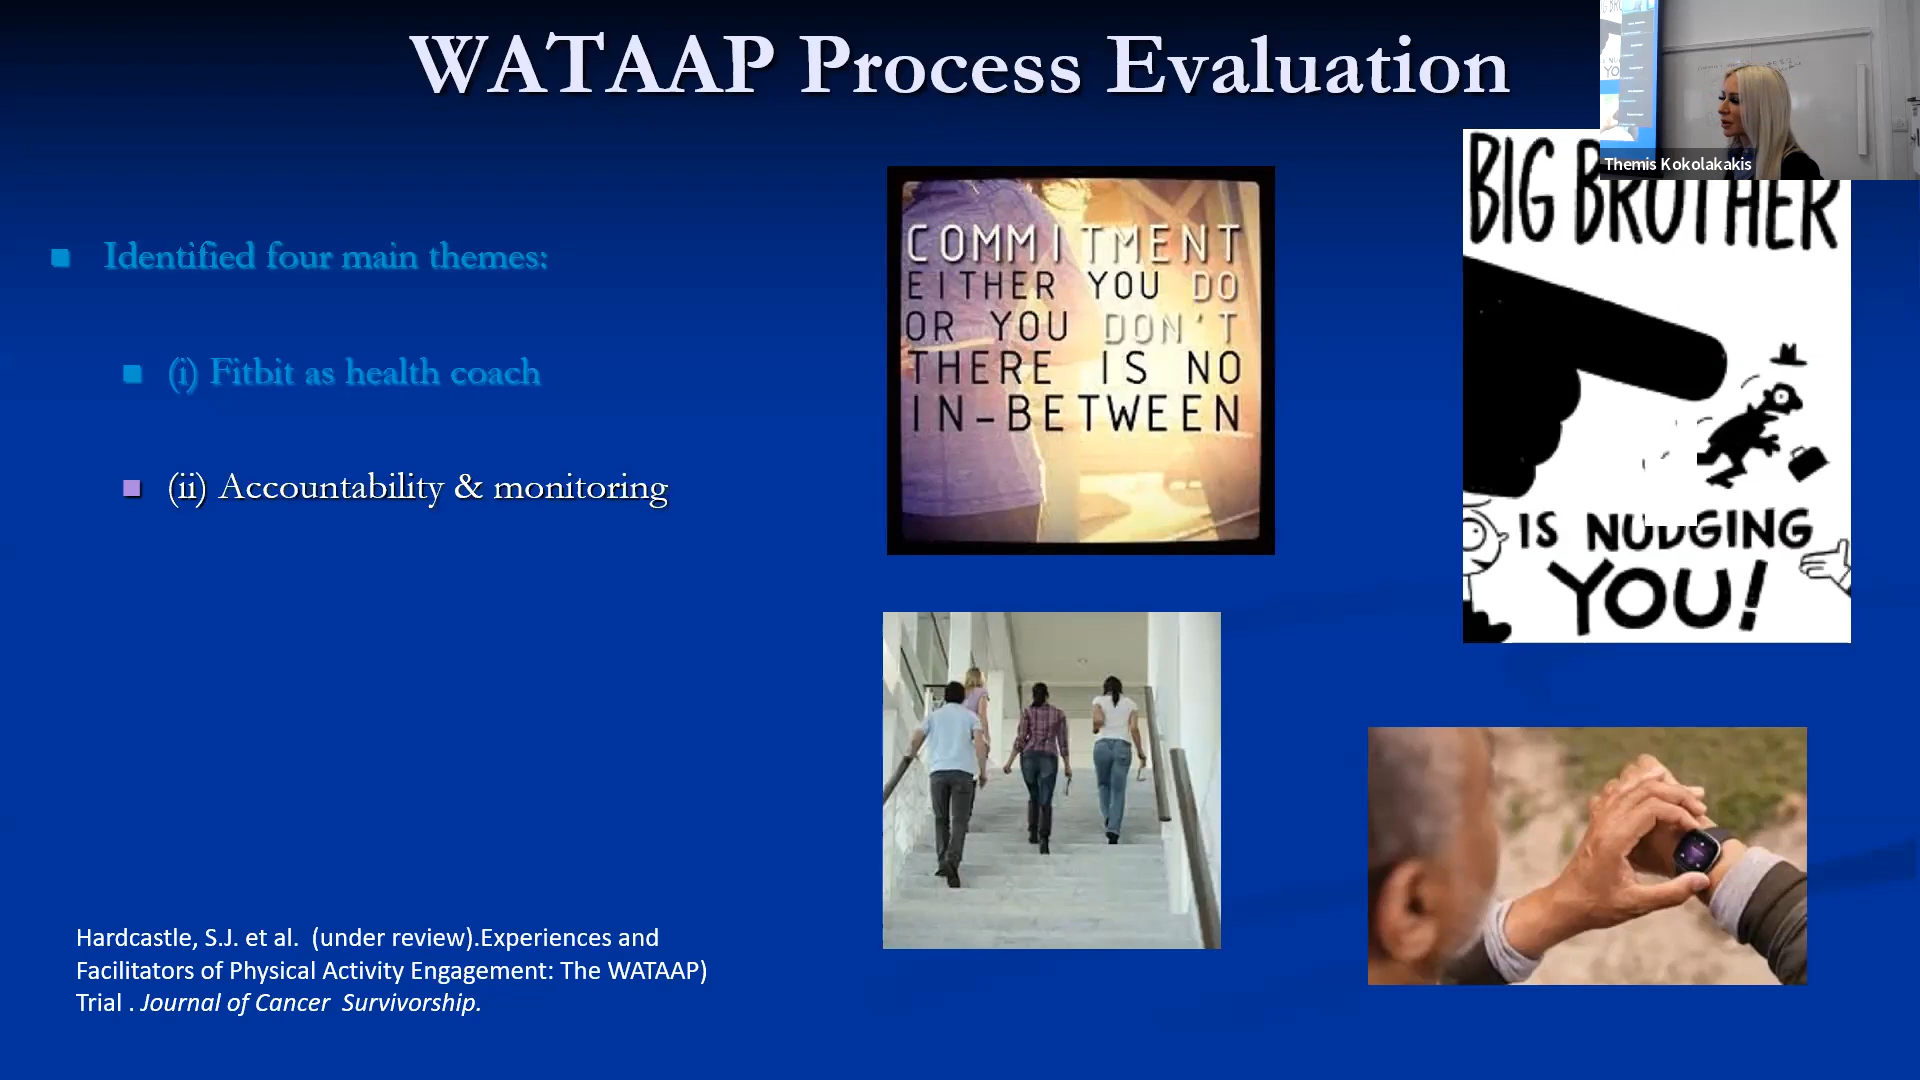 WATAAP Process Evaluation
Themis Kokolakakis
Identified four main themes:
(i) Fitbit as health coach
(ii) Accountability & monitoring
COMMITMENT
EITHER YOU DO
OR YOU DON'T
THERE IS NO
IN-BETWEEN
BIG BROTHER
IS NUDGING
YOU!
Hardcastle, S.J. et al.  (under review).Experiences and
Facilitators of Physical Activity Engagement: The WATAAP)
Trial . Journal of Cancer  Survivorship.